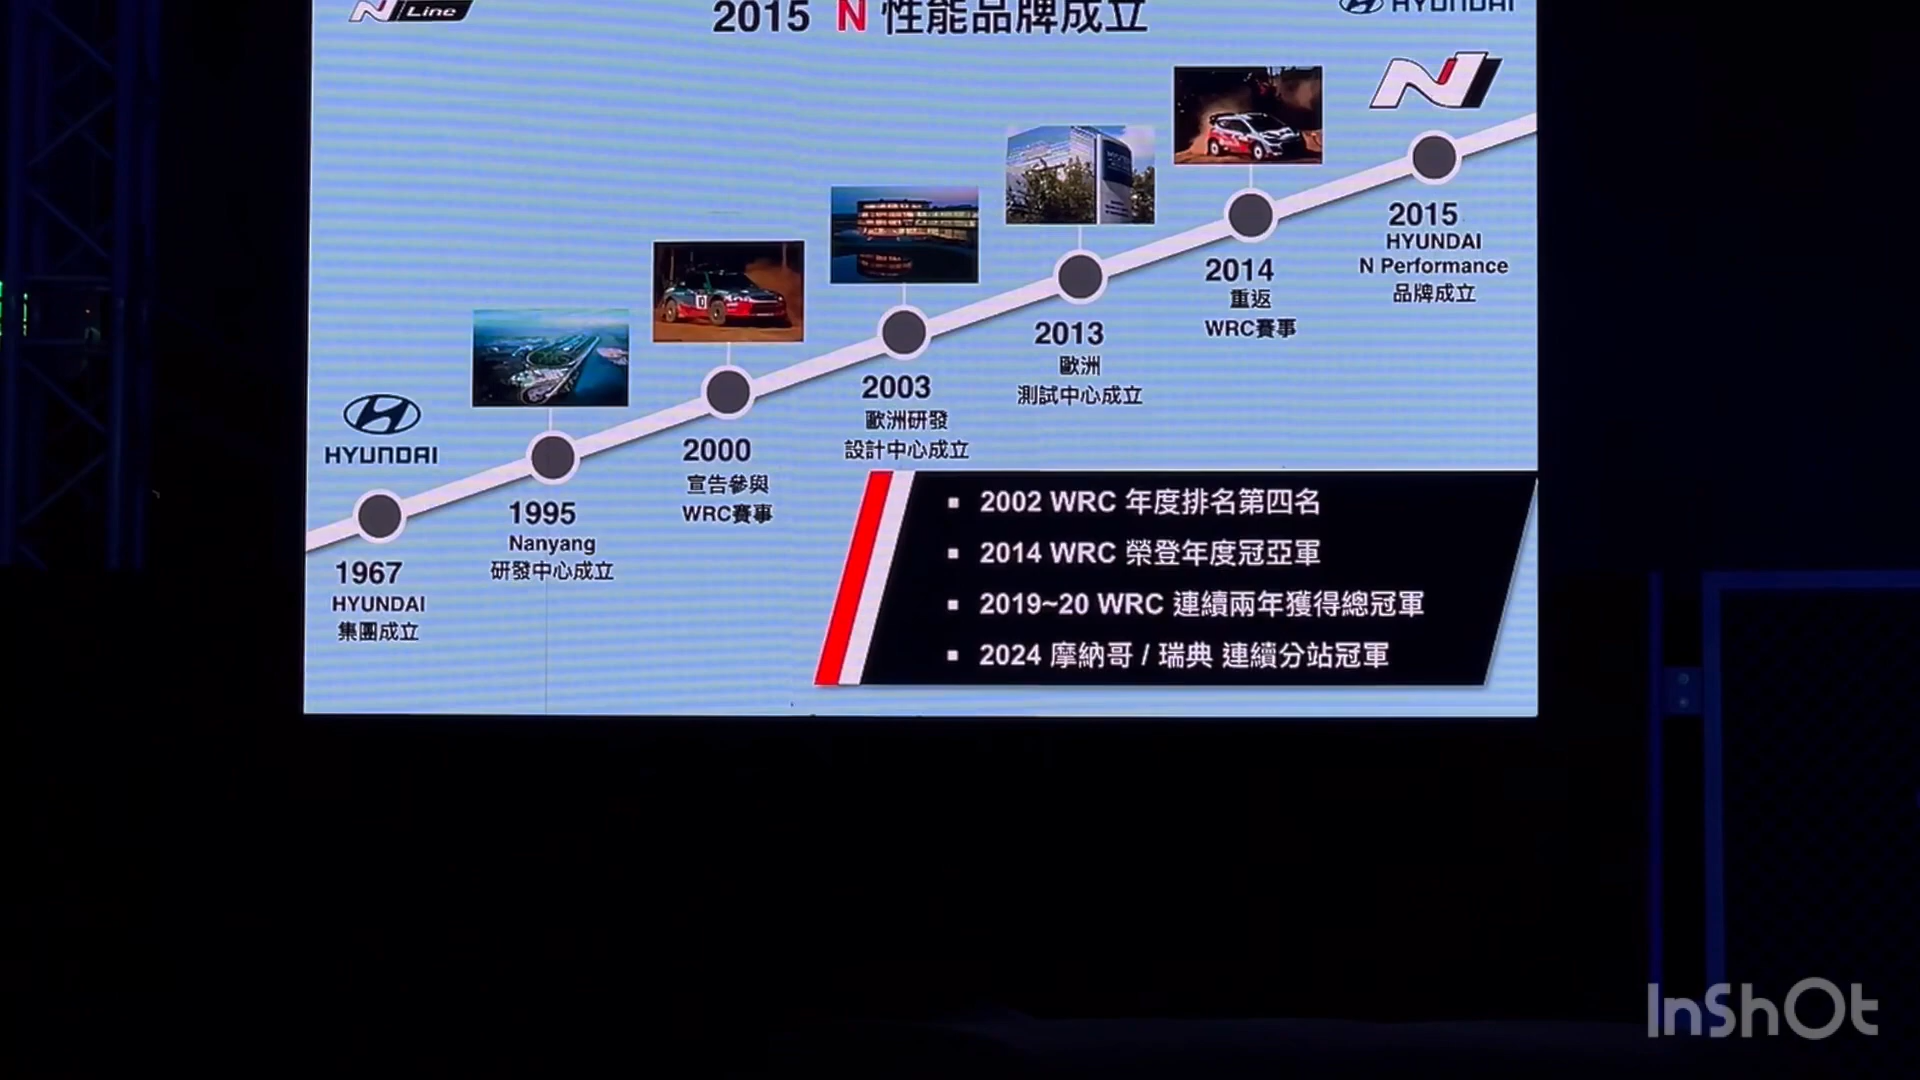 N Line
2015 N 性能品牌成立
HYUNDAI
HYUNDAI
1967
HYUNDAI
集團成立
1995
Nanyang
研發中心成立
2000
宣告參與
WRC賽事
2003
歐洲研發
設計中心成立
2013
歐洲
測試中心成立
2014
重返
WRC賽事
N
2015
HYUNDAI
N Performance
品牌成立
▪ 2002 WRC 年度排名第四名
▪ 2014 WRC 榮登年度冠亞軍
▪ 2019~20 WRC 連續兩年獲得總冠軍
▪ 2024 摩納哥 / 瑞典 連續分站冠軍
InShOt